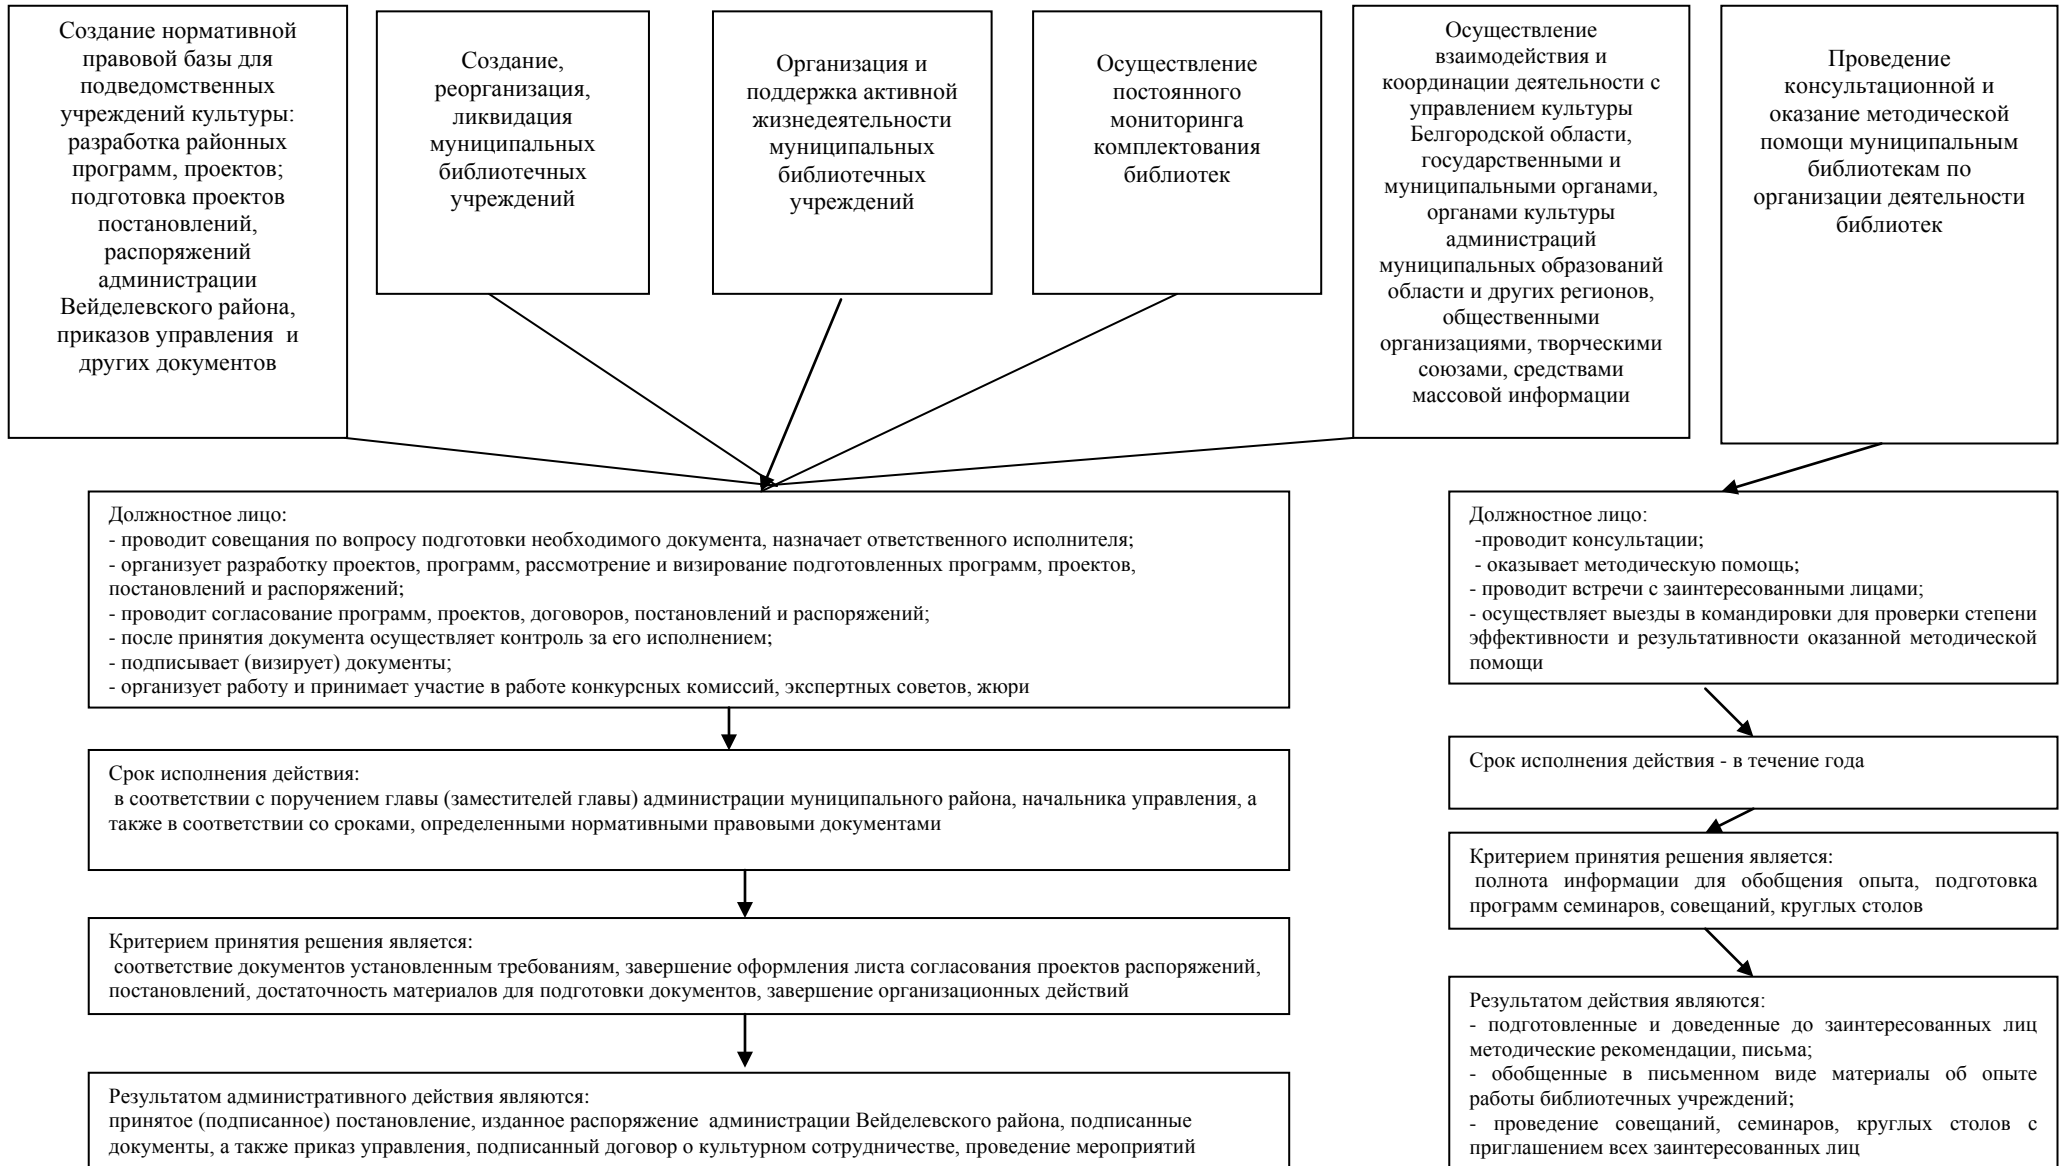 Создание нормативной
правовой базы для
подведомственных
учреждений культуры:
разработка районных
программ, проектов;
подготовка проектов
постановлений,
распоряжений
администрации
Вейделевского района,
приказов управления и
других документов
Создание,
реорганизация,
ликвидация
муниципальных
библиотечных
учреждений
Организация и
поддержка активной
жизнедеятельности
муниципальных
библиотечных
учреждений
Осуществление
постоянного
мониторинга
комплектования
библиотек
Осуществление
взаимодействия и
координации деятельности с
управлением культуры
Белгородской области,
государственными и
муниципальными органами,
органами культуры
администраций
муниципальных образований
области и других регионов,
общественными
организациями, творческими
союзами, средствами
массовой информации
Проведение
консультационной и
оказание методической
помощи муниципальным
библиотекам по
организации деятельности
библиотек
Должностное лицо:
- проводит совещания по вопросу подготовки необходимого документа, назначает ответственного исполнителя;
- организует разработку проектов, программ, рассмотрение и визирование подготовленных программ, проектов,
постановлений и распоряжений;
- проводит согласование программ, проектов, договоров, постановлений и распоряжений;
- после принятия документа осуществляет контроль за его исполнением;
- подписывает (визирует) документы;
- организует работу и принимает участие в работе конкурсных комиссий, экспертных советов, жюри
Срок исполнения действия:
в соответствии с поручением главы (заместителей главы) администрации муниципального района, начальника управления, а
также в соответствии со сроками, определенными нормативными правовыми документами
Критерием принятия решения является:
соответствие документов установленным требованиям, завершение оформления листа согласования проектов распоряжений,
постановлений, достаточность материалов для подготовки документов, завершение организационных действий
Результатом административного действия являются:
принятое (подписанное) постановление, изданное распоряжение администрации Вейделевского района, подписанные
документы, а также приказ управления, подписанный договор о культурном сотрудничестве, проведение мероприятий
Должностное лицо:
-проводит консультации;
- оказывает методическую помощь;
- проводит встречи с заинтересованными лицами;
- осуществляет выезды в командировки для проверки степени
эффективности и результативности оказанной методической
помощи
Срок исполнения действия - в течение года
Критерием принятия решения является:
полнота информации для обобщения опыта, подготовка
программ семинаров, совещаний, круглых столов
Результатом действия являются:
- подготовленные и доведенные до заинтересованных лиц
методические рекомендации, письма;
- обобщенные в письменном виде материалы об опыте
работы библиотечных учреждений;
- проведение совещаний, семинаров, круглых столов с
приглашением всех заинтересованных лиц